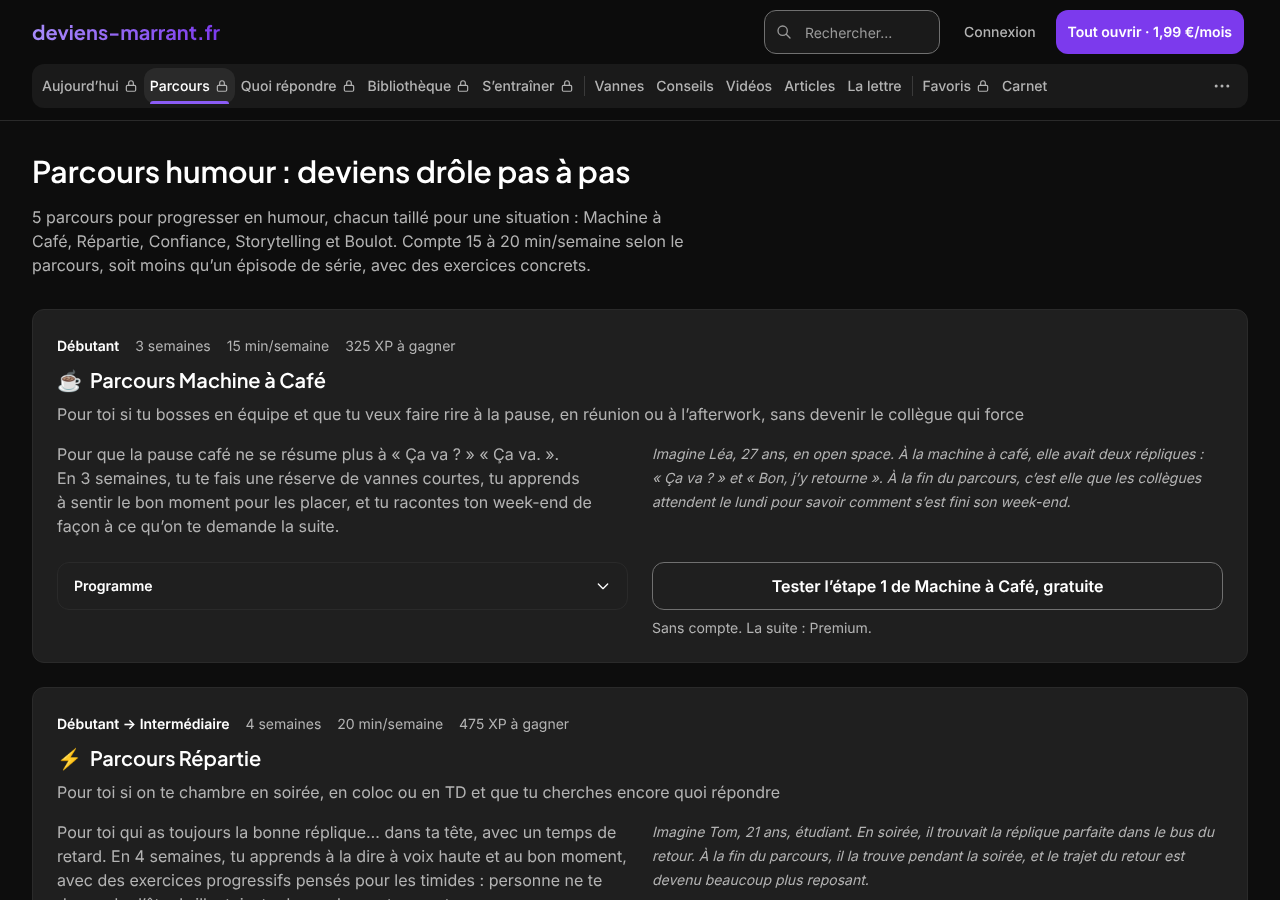 deviens-marrant.fr
Rechercher...
Connexion
Tout ouvrir · 1,99 €/mois
Aujourd’hui
Parcours
Quoi répondre
Bibliothèque
S’entraîner
Vannes
Conseils
Vidéos
Articles
La lettre
Favoris
Carnet
Parcours humour : deviens drôle pas à pas
5 parcours pour progresser en humour, chacun taillé pour une situation : Machine à
Café, Répartie, Confiance, Storytelling et Boulot. Compte 15 à 20 min/semaine selon le
parcours, soit moins qu’un épisode de série, avec des exercices concrets.
Débutant 3 semaines 15 min/semaine 325 XP à gagner
☕ Parcours Machine à Café
Pour toi si tu bosses en équipe et que tu veux faire rire à la pause, en réunion ou à l’afterwork, sans devenir le collègue qui force
Pour que la pause café ne se résume plus à « Ça va ? » « Ça va. ».
En 3 semaines, tu te fais une réserve de vannes courtes, tu apprends
à sentir le bon moment pour les placer, et tu racontes ton week-end de
façon à ce qu’on te demande la suite.
Imagine Léa, 27 ans, en open space. À la machine à café, elle avait deux répliques :
« Ça va ? » et « Bon, j’y retourne ». À la fin du parcours, c’est elle que les collègues
attendent le lundi pour savoir comment s’est fini son week-end.
Programme
Tester l’étape 1 de Machine à Café, gratuite
Sans compte. La suite : Premium.
Débutant → Intermédiaire 4 semaines 20 min/semaine 475 XP à gagner
⚡ Parcours Répartie
Pour toi si on te chambre en soirée, en coloc ou en TD et que tu cherches encore quoi répondre
Pour toi qui as toujours la bonne réplique… dans ta tête, avec un temps de
retard. En 4 semaines, tu apprends à la dire à voix haute et au bon moment,
avec des exercices progressifs pensés pour les timides : personne ne te
Imagine Tom, 21 ans, étudiant. En soirée, il trouvait la réplique parfaite dans le bus du
retour. À la fin du parcours, il la trouve pendant la soirée, et le trajet du retour est
devenu beaucoup plus reposant.